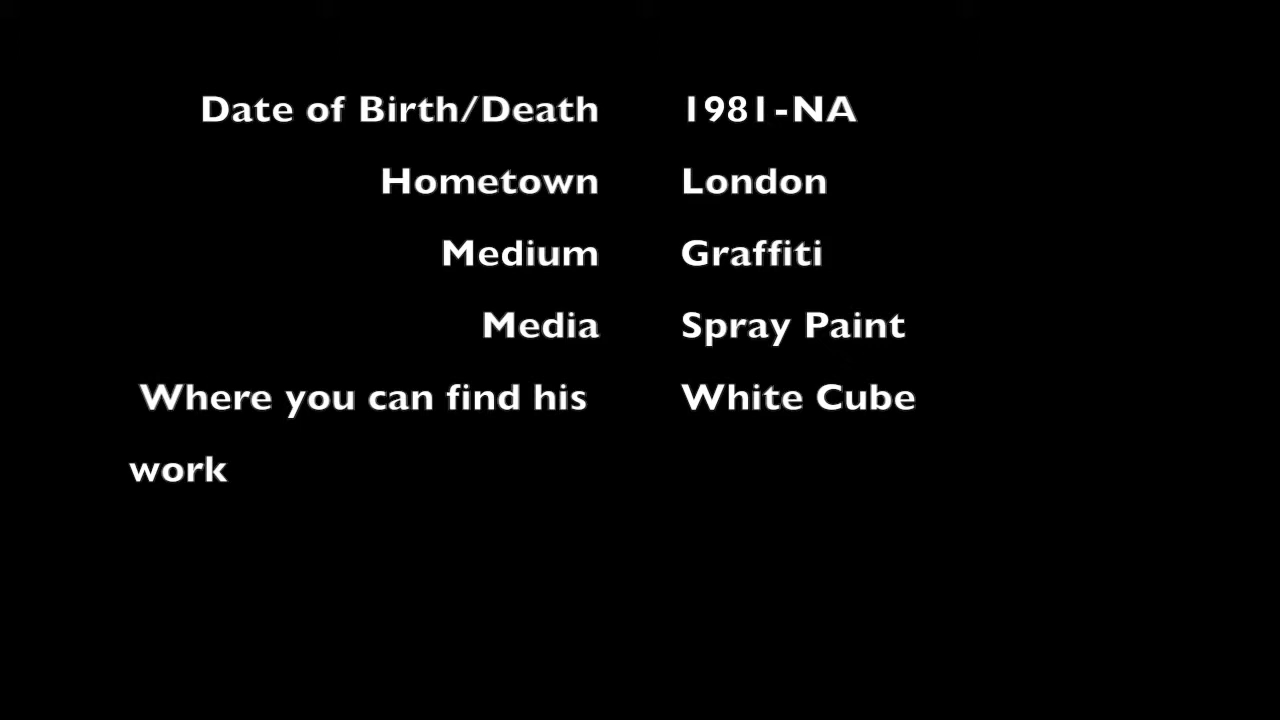 Date of Birth/Death 1981-NA
Hometown London
Medium Graffiti
Media Spray Paint
Where you can find his White Cube
work